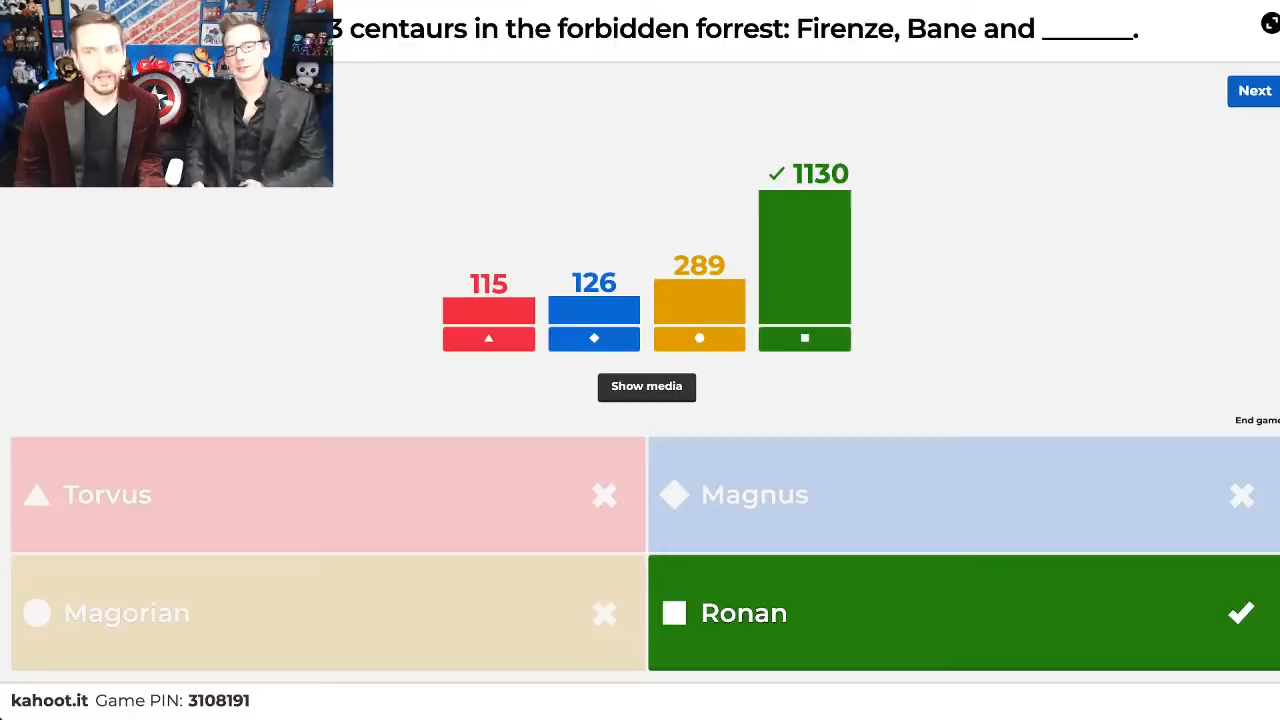 3 centaurs in the forbidden forrest: Firenze, Bane and _______.
Next
115
126
289
1130
Show media
End game
Torvus
Magnus
Magorian
Ronan
kahoot.it Game PIN: 3108191